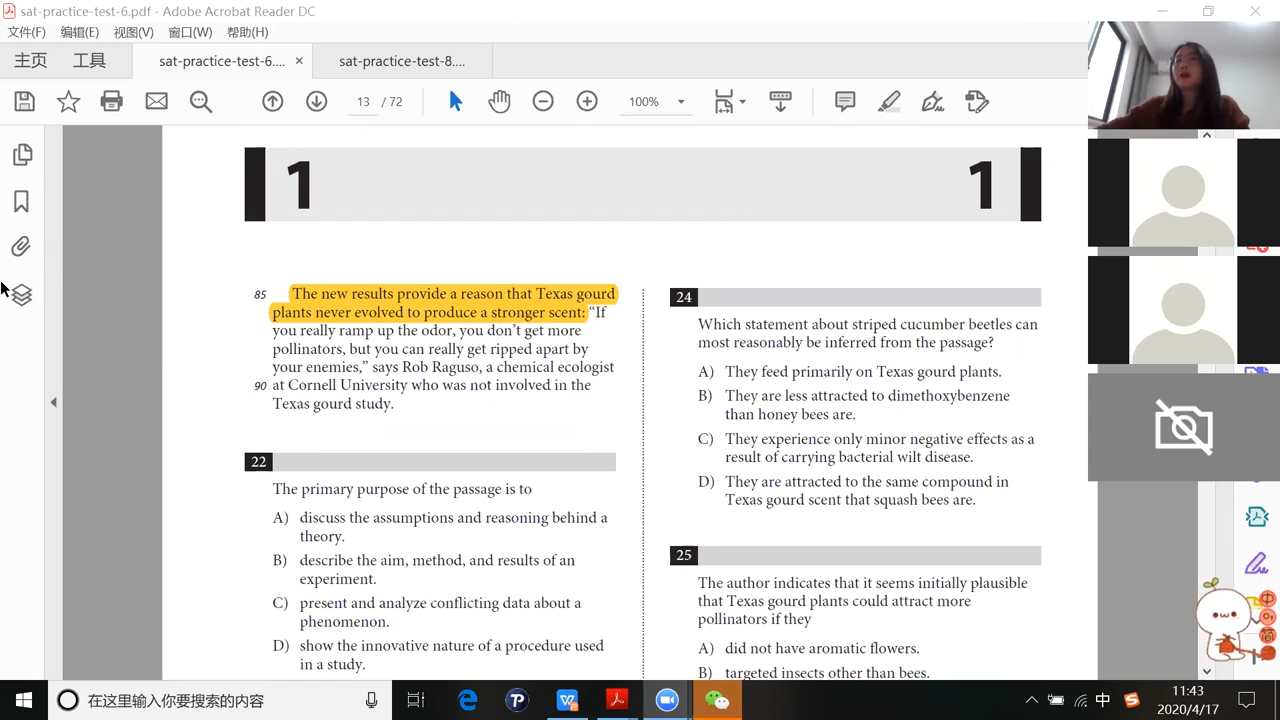 sat-practice-test-6.pdf - Adobe Acrobat Reader DC
文件(F) 编辑(E) 视图(V) 窗口(W) 帮助(H)
主页 工具 sat-practice-test-6.... × sat-practice-test-8....
13 / 72 100%
1 1
85 The new results provide a reason that Texas gourd
plants never evolved to produce a stronger scent: “If
you really ramp up the odor, you don’t get more
pollinators, but you can really get ripped apart by
your enemies,” says Rob Raguso, a chemical ecologist
90 at Cornell University who was not involved in the
Texas gourd study.
22
The primary purpose of the passage is to
A) discuss the assumptions and reasoning behind a
theory.
B) describe the aim, method, and results of an
experiment.
C) present and analyze conflicting data about a
phenomenon.
D) show the innovative nature of a procedure used
in a study.
24
Which statement about striped cucumber beetles can
most reasonably be inferred from the passage?
A) They feed primarily on Texas gourd plants.
B) They are less attracted to dimethoxybenzene
than honey bees are.
C) They experience only minor negative effects as a
result of carrying bacterial wilt disease.
D) They are attracted to the same compound in
Texas gourd scent that squash bees are.
25
The author indicates that it seems initially plausible
that Texas gourd plants could attract more
pollinators if they
A) did not have aromatic flowers.
B) targeted insects other than bees.
中
简
在这里输入你要搜索的内容
中
11:43
2020/4/17